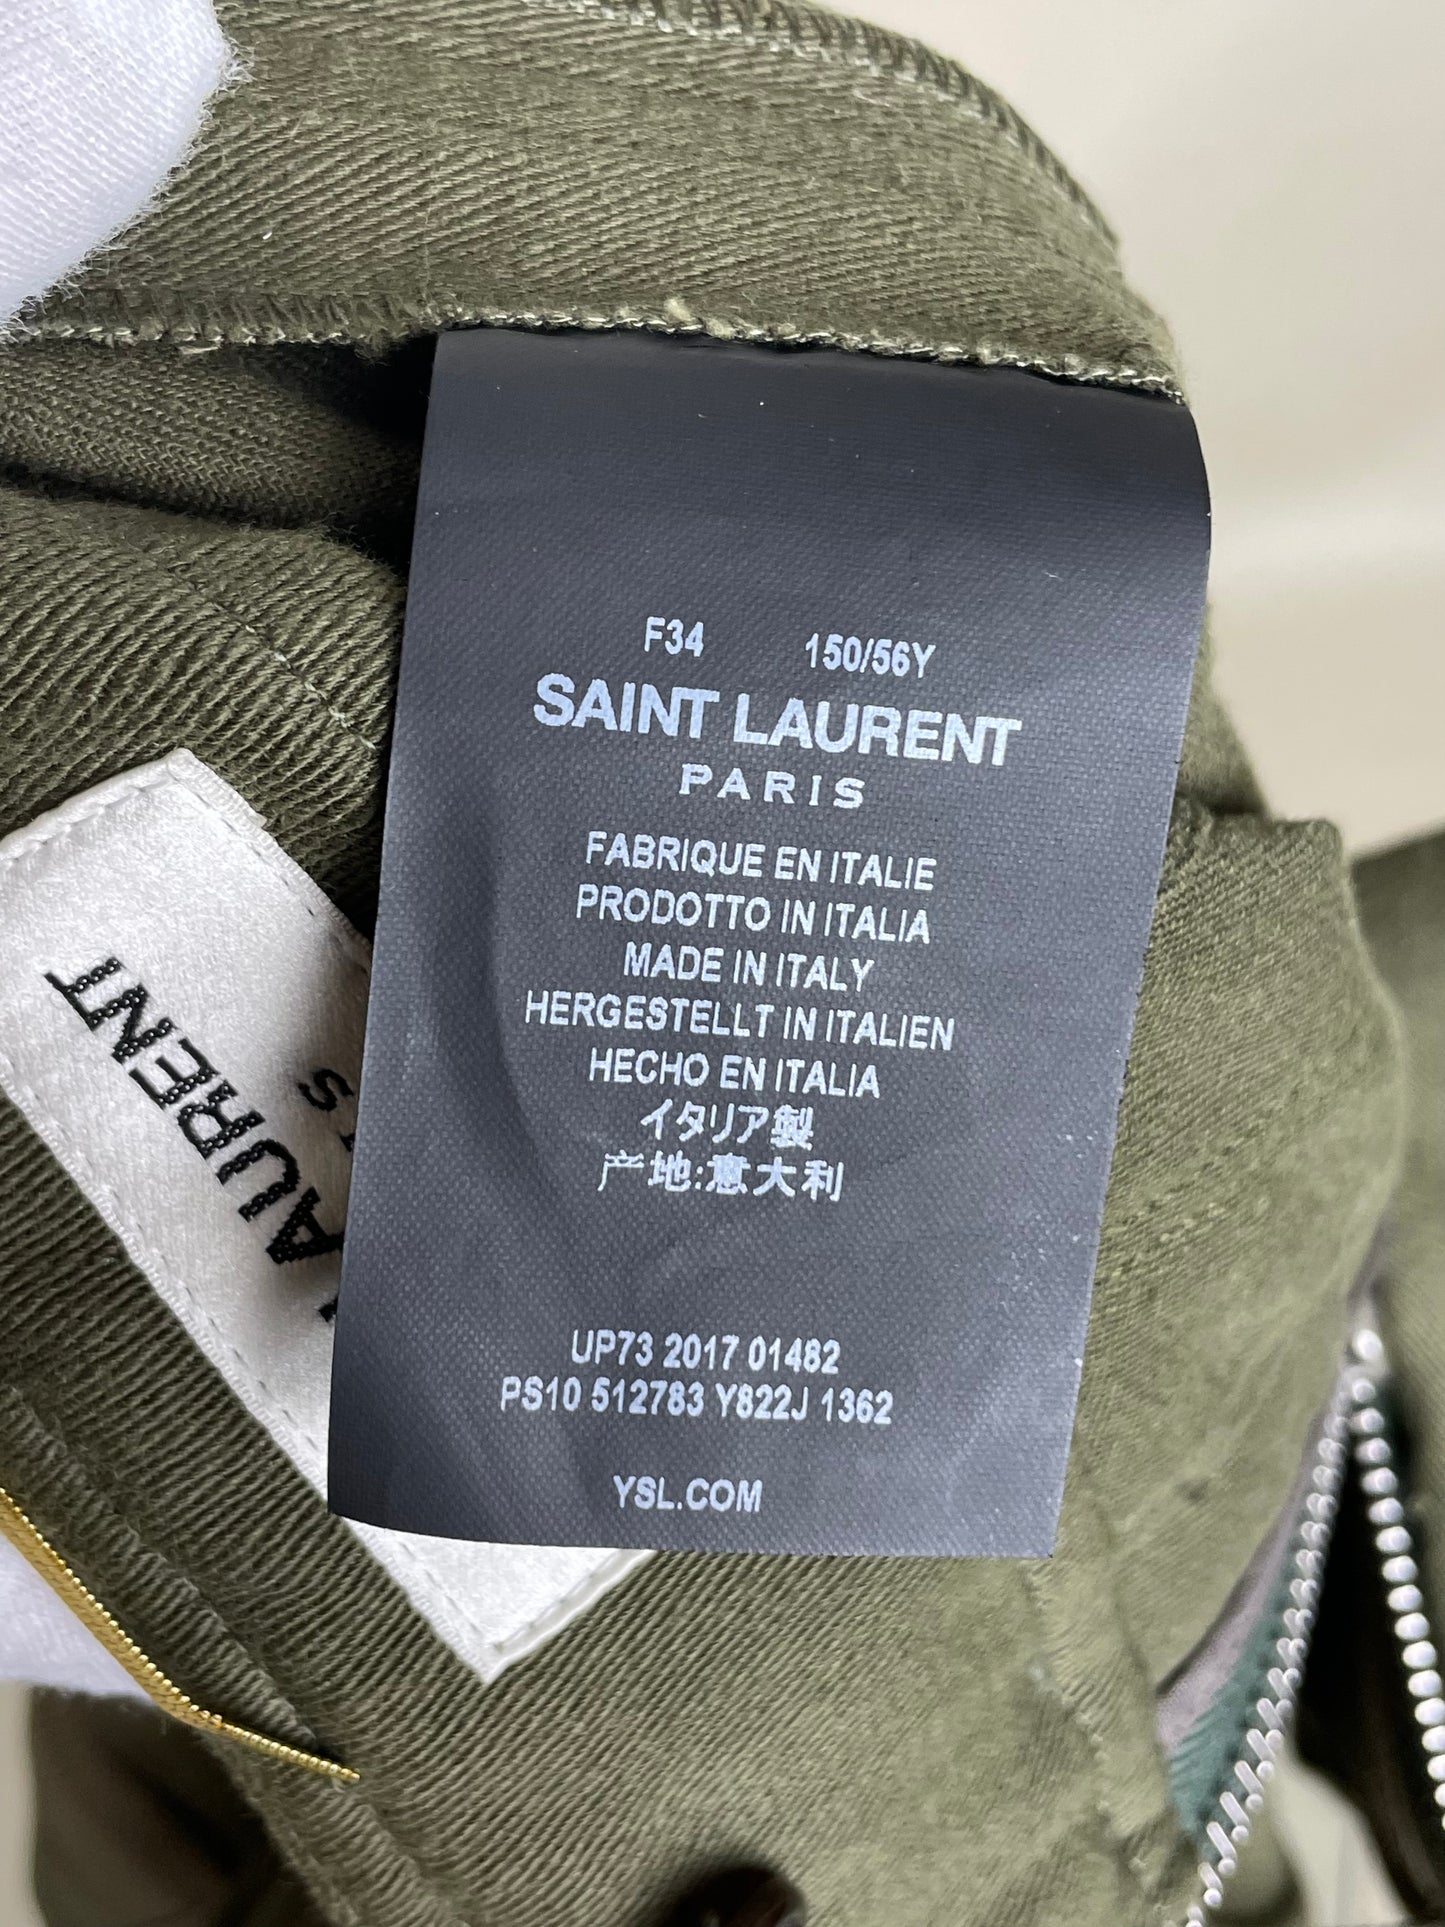 F34 150/56Y
SAINT LAURENT
PARIS
FABRIQUE EN ITALIE
PRODOTTO IN ITALIA
MADE IN ITALY
HERGESTELLT IN ITALIEN
HECHO EN ITALIA
イタリア製
产地:意大利
UP73 2017 01482
PS10 512783 Y822J 1362
YSL.COM
AURENT
S